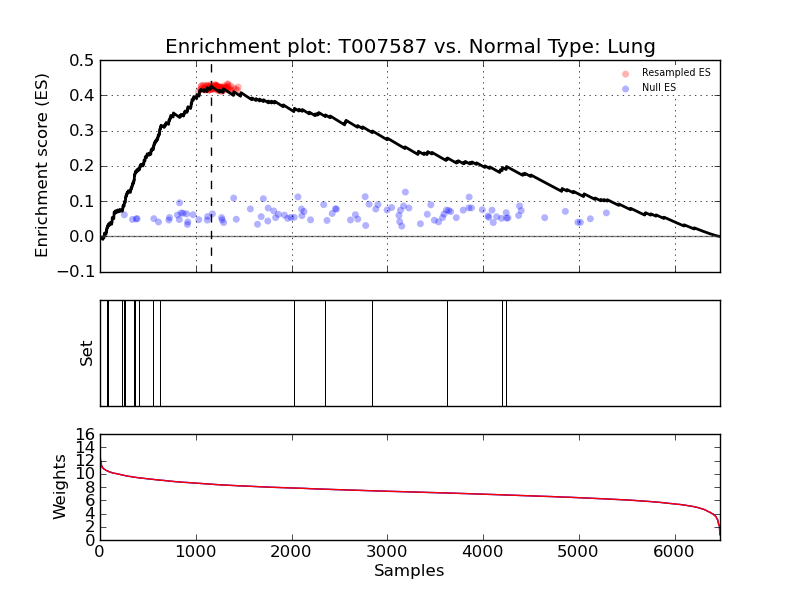 Enrichment plot: T007587 vs. Normal Type: Lung
Enrichment score (ES)
0.5
0.4
0.3
0.2
0.1
0.0
−0.1
Resampled ES
Null ES
Set
Weights
16
14
12
10
8
6
4
2
0
0 1000 2000 3000 4000 5000 6000
Samples